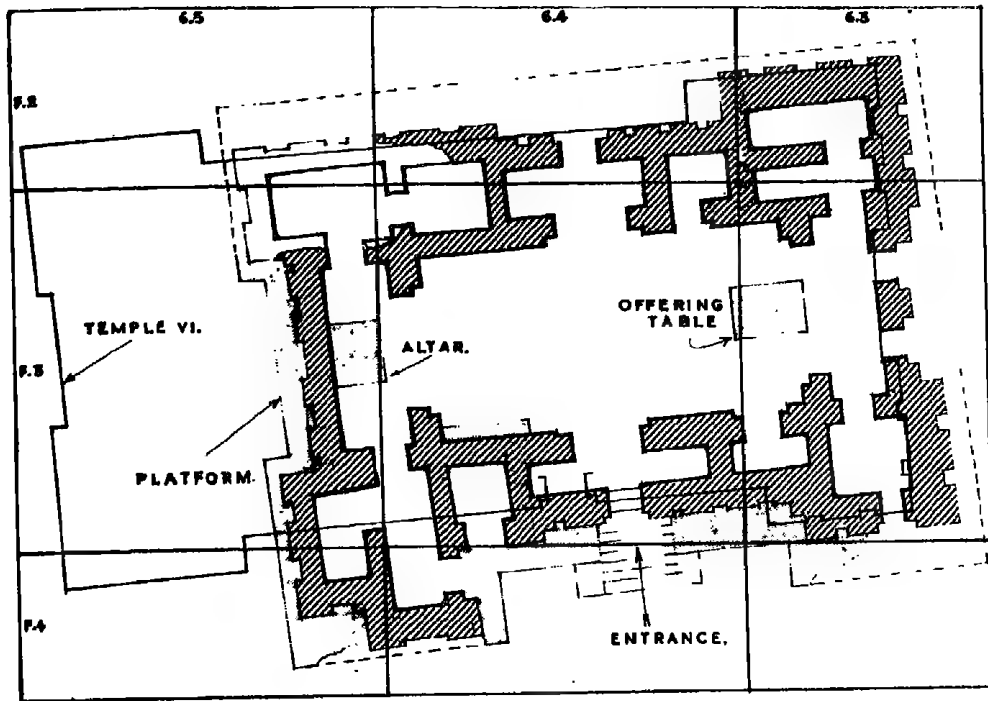 6.5 6.4 6.3
F.2
OFFERING
TABLE
TEMPLE VI.
ALTAR.
F.3
PLATFORM.
F.4
ENTRANCE.